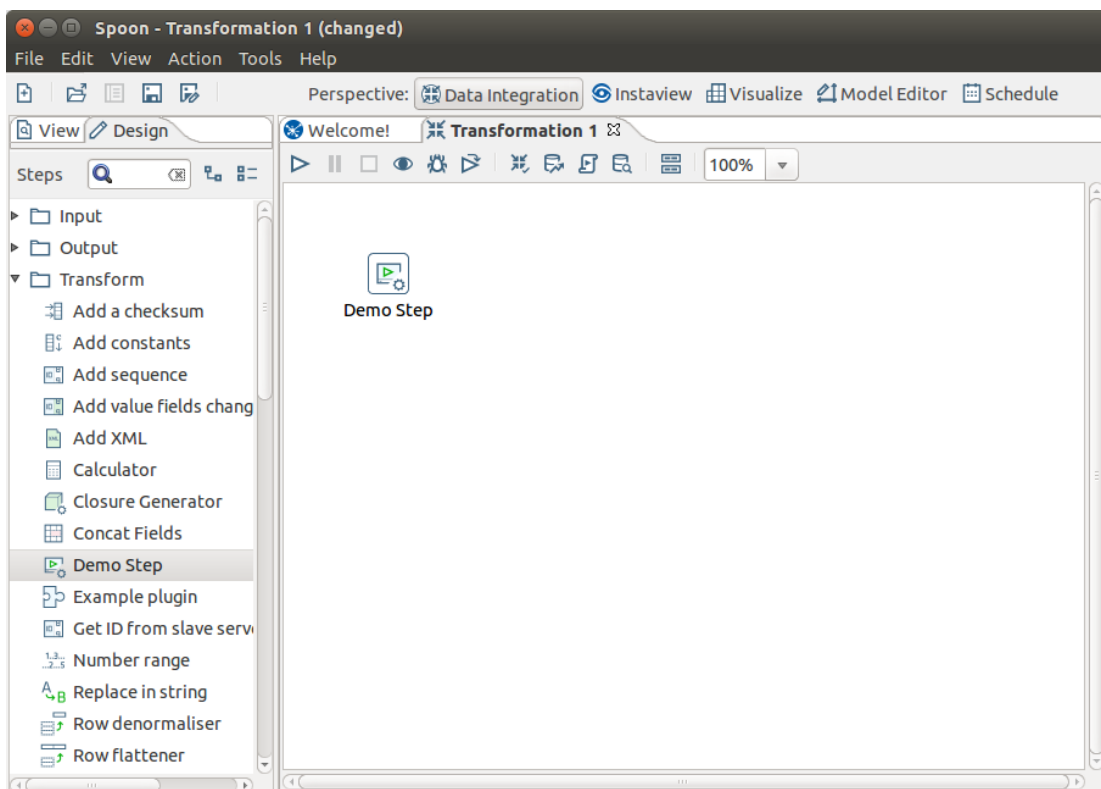 Spoon - Transformation 1 (changed)
File Edit View Action Tools Help
Perspective: Data Integration Instaview Visualize Model Editor Schedule
View Design
Welcome! Transformation 1
Steps
100%
Input
Output
Transform
Add a checksum
Add constants
Add sequence
Add value fields chang
Add XML
Calculator
Closure Generator
Concat Fields
Demo Step
Example plugin
Get ID from slave serv
Number range
Replace in string
Row denormaliser
Row flattener
Demo Step